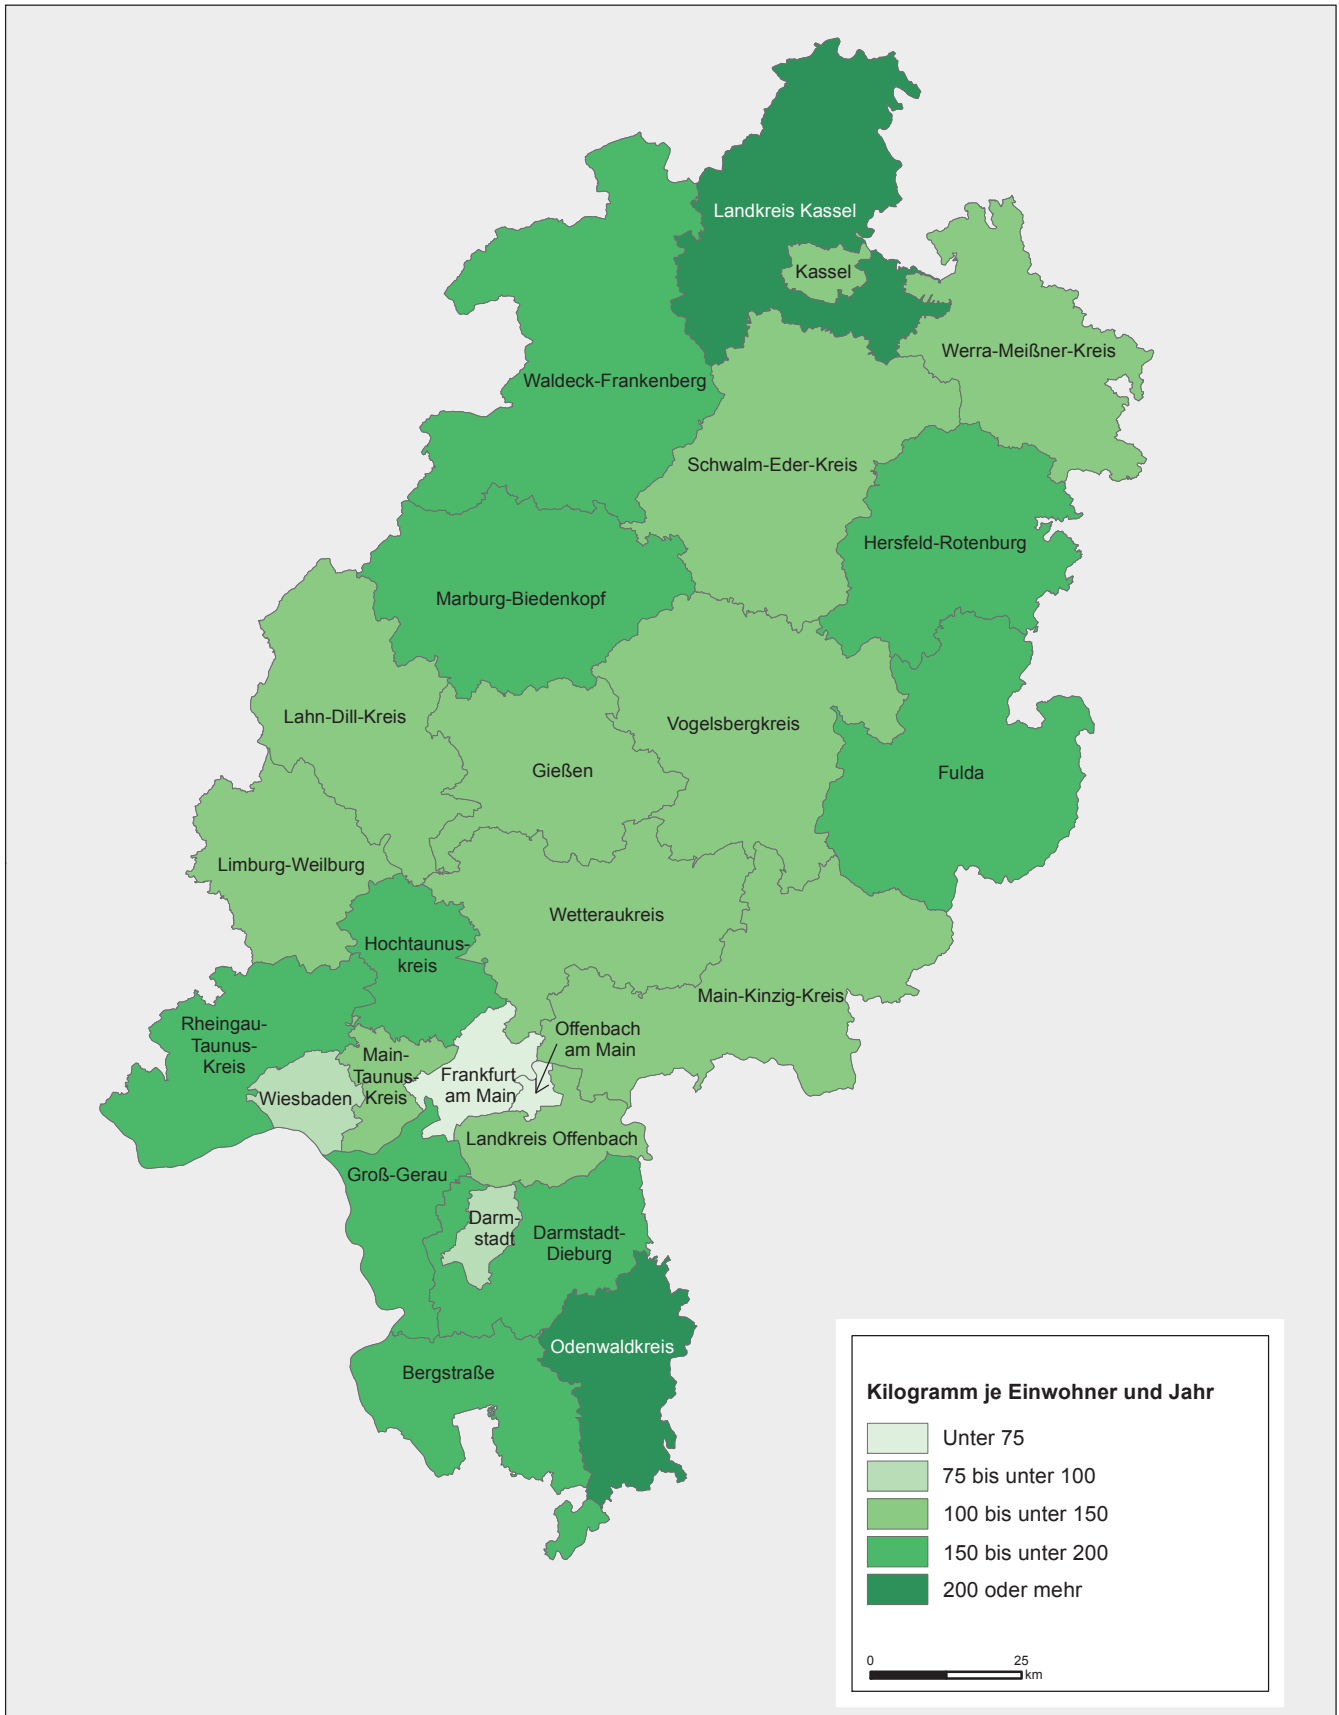 Landkreis Kassel
Kassel
Werra-Meißner-Kreis
Waldeck-Frankenberg
Schwalm-Eder-Kreis
Hersfeld-Rotenburg
Marburg-Biedenkopf
Lahn-Dill-Kreis
Vogelsbergkreis
Gießen
Fulda
Limburg-Weilburg
Wetteraukreis
Hochtaunus-
kreis
Main-Kinzig-Kreis
Rheingau-
Taunus-
Kreis
Offenbach
am Main
Main-
Taunus-
Kreis
Frankfurt
am Main
Wiesbaden
Landkreis Offenbach
Groß-Gerau
Darm-
stadt
Darmstadt-
Dieburg
Odenwaldkreis
Bergstraße
Kilogramm je Einwohner und Jahr
Unter 75
75 bis unter 100
100 bis unter 150
150 bis unter 200
200 oder mehr
0 25
km